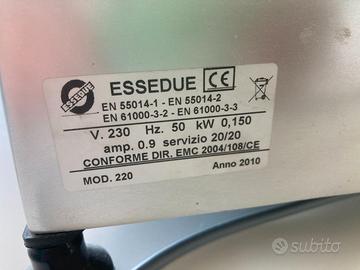 ESSEDUE
ESSEDUE CE
EN 55014-1 - EN 55014-2
EN 61000-3-2 - EN 61000-3-3
V. 230 Hz. 50 kW 0,150
amp. 0.9 servizio 20/20
CONFORME DIR. EMC 2004/108/CE
MOD. 220 Anno 2010
subito